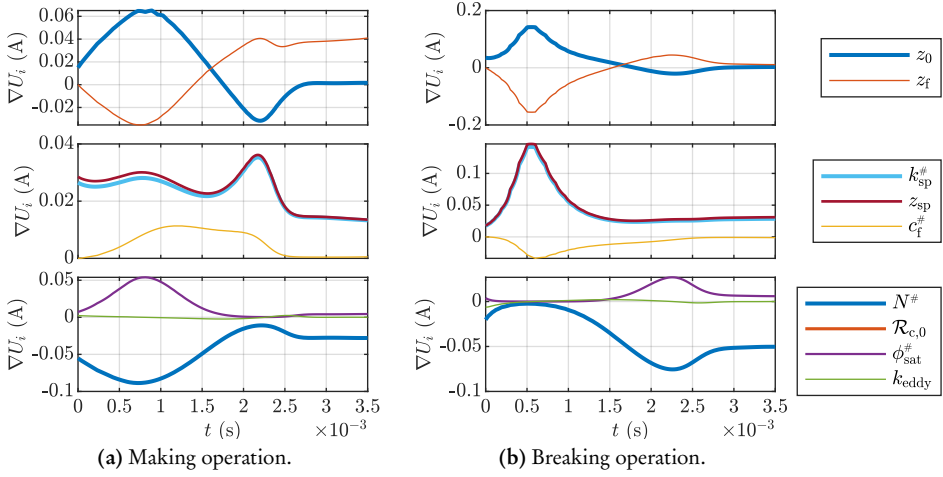 0.06
0.04
0.02
0
-0.02
∇U_i (A)
0.2
0
-0.2
∇U_i (A)
z_0
z_f
0.04
0.02
0
∇U_i (A)
0.1
0.05
0
∇U_i (A)
k_sp^#
z_sp
c_f^#
0.05
0
-0.05
-0.1
∇U_i (A)
0
-0.05
-0.1
∇U_i (A)
N^#
ℛ_c,0
ϕ_sat^#
k_eddy
0 0.5 1 1.5 2 2.5 3 3.5
t (s) ×10^−3
0 0.5 1 1.5 2 2.5 3 3.5
t (s) ×10^−3
(a) Making operation.
(b) Breaking operation.